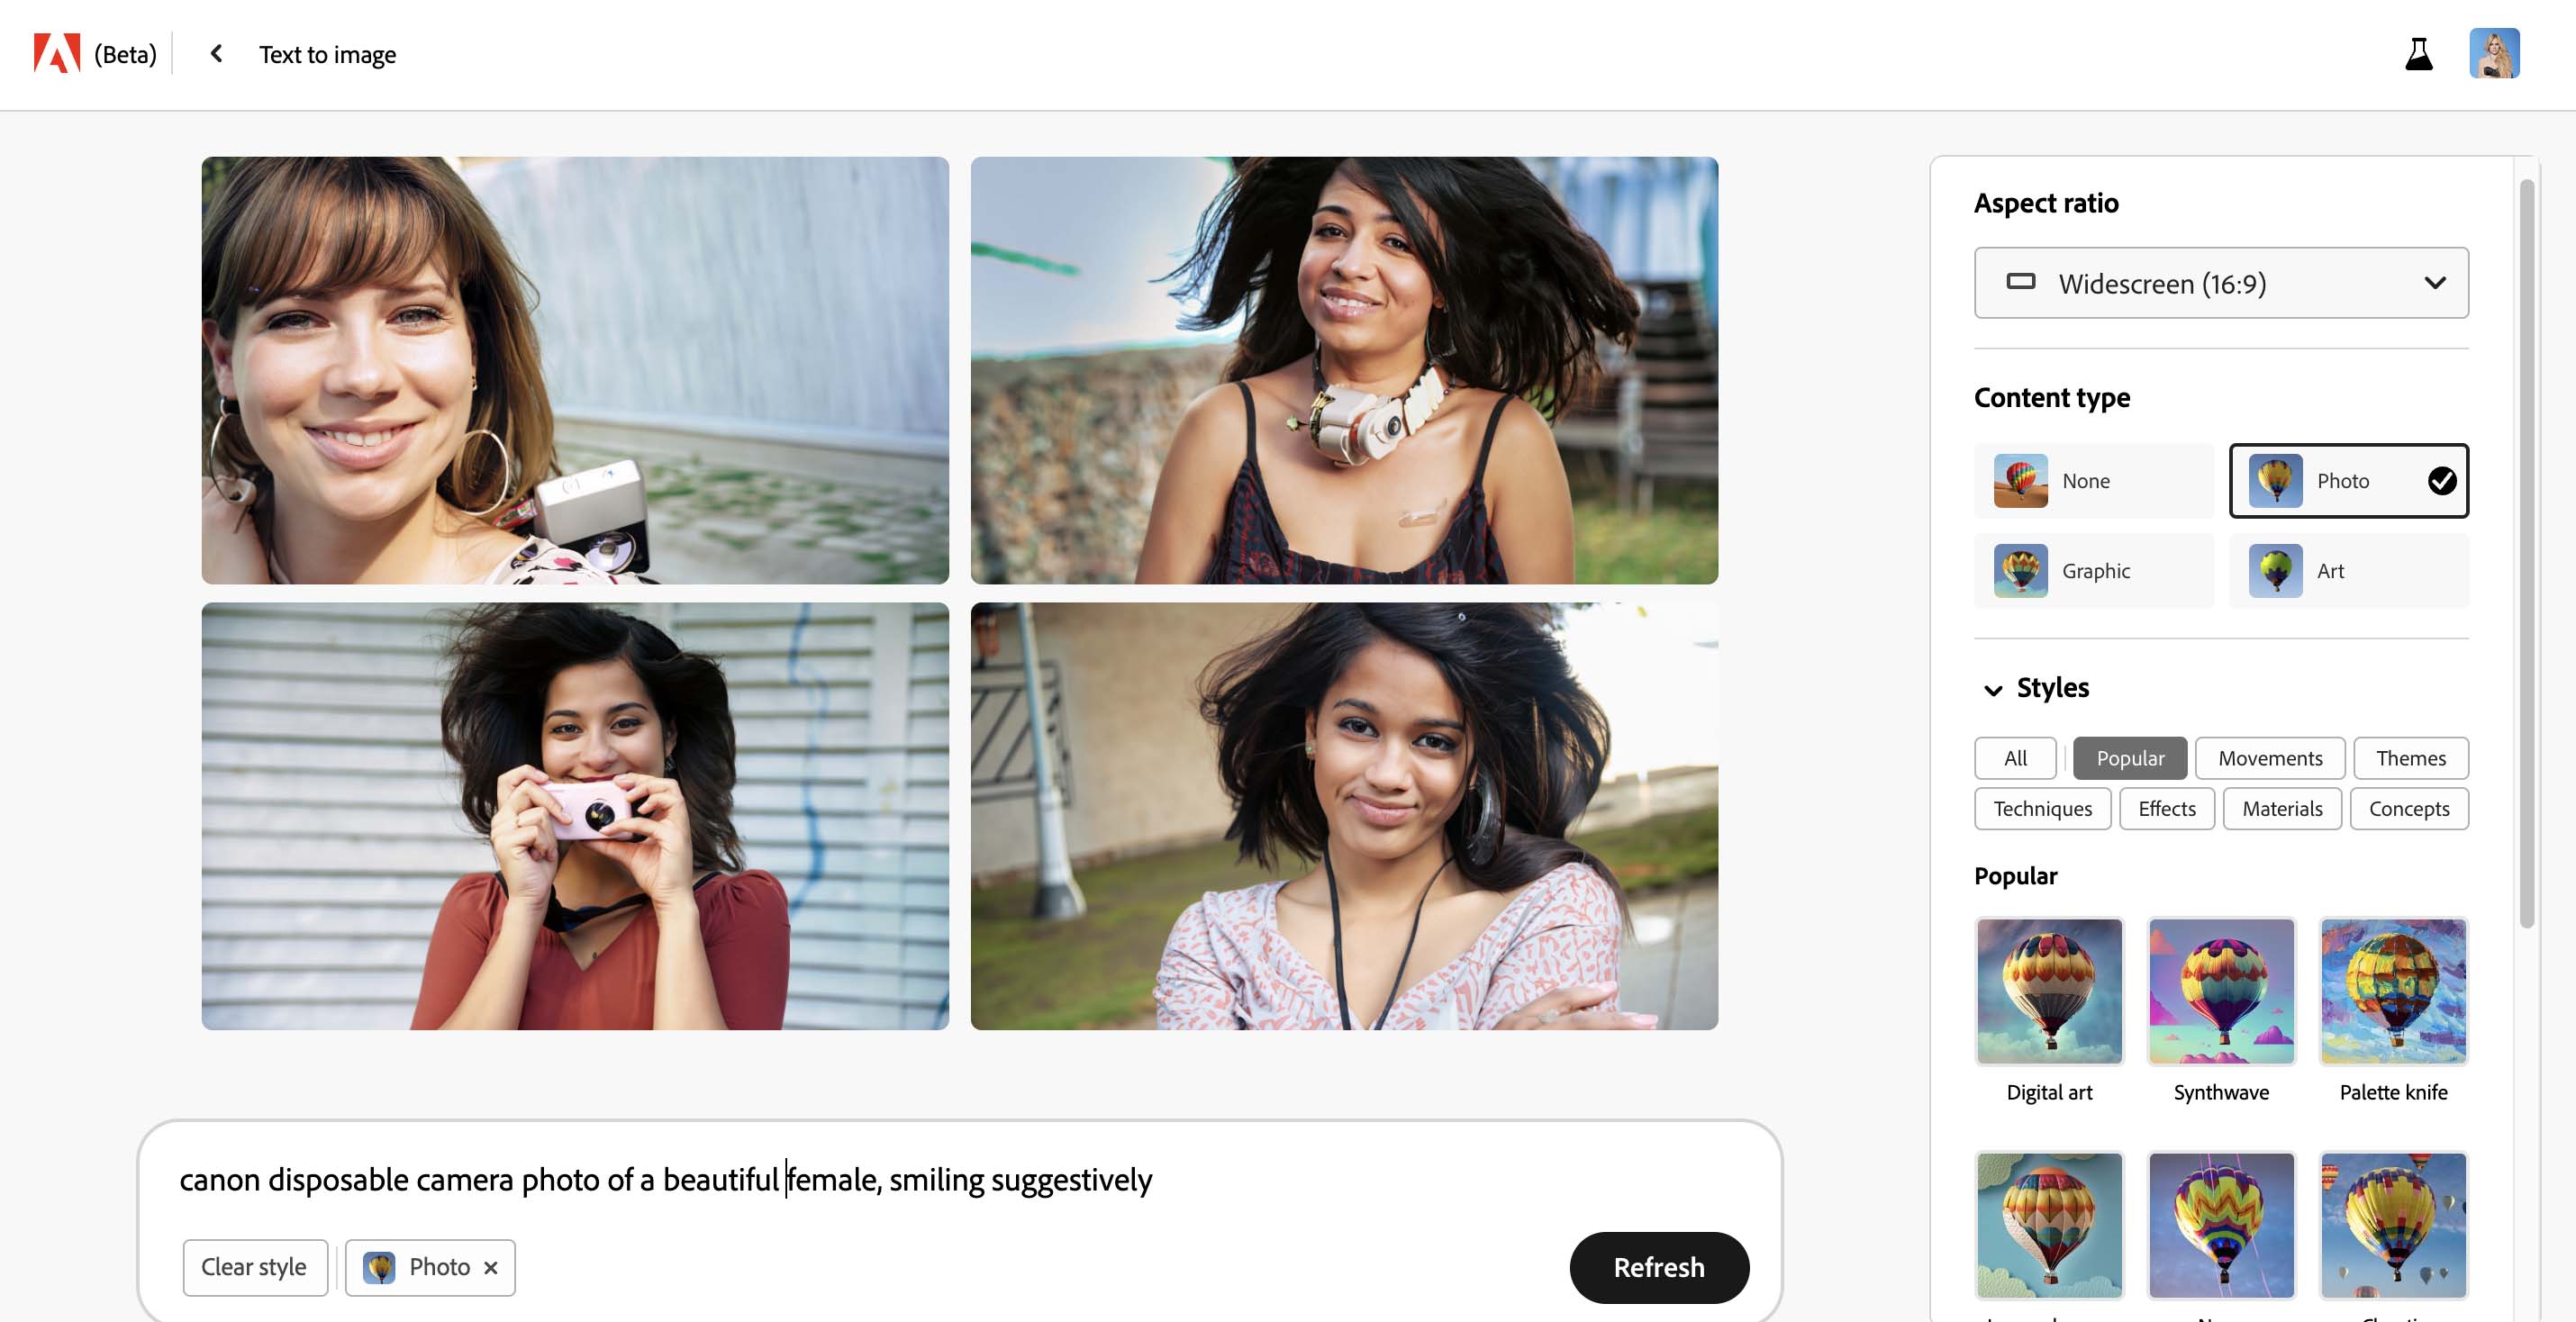 (Beta)
Text to image
Aspect ratio
Widescreen (16:9)
Content type
None
Photo
Graphic
Art
Styles
All
Popular
Movements
Themes
Techniques
Effects
Materials
Concepts
Popular
Digital art
Synthwave
Palette knife
canon disposable camera photo of a beautiful female, smiling suggestively
Clear style
Photo
Refresh